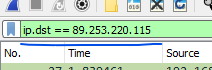 ip.dst == 89.253.220.115
No. Time Source